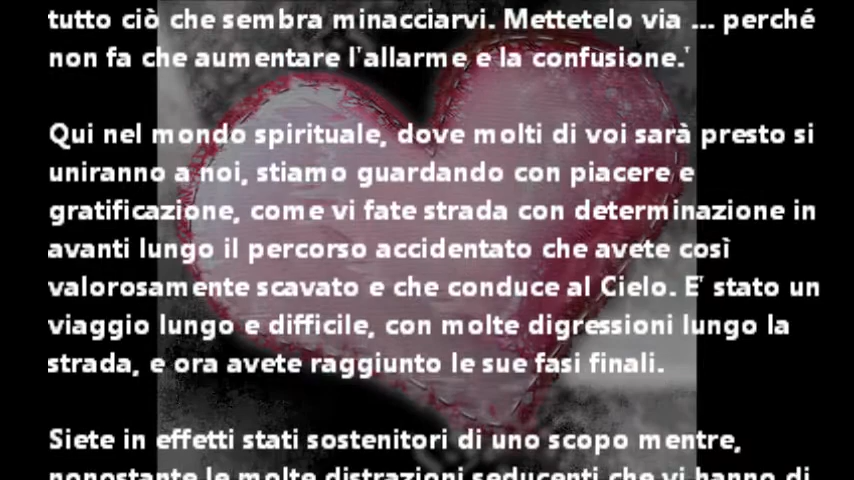 tutto ciò che sembra minacciarvi. Mettetelo via ... perché
non fa che aumentare l'allarme e la confusione.'
Qui nel mondo spirituale, dove molti di voi sarà presto si
uniranno a noi, stiamo guardando con piacere e
gratificazione, come vi fate strada con determinazione in
avanti lungo il percorso accidentato che avete così
valorosamente scavato e che conduce al Cielo. E' stato un
viaggio lungo e difficile, con molte digressioni lungo la
strada, e ora avete raggiunto le sue fasi finali.
Siete in effetti stati sostenitori di uno scopo mentre,
nonostante le molte distrazioni seducenti che vi hanno di